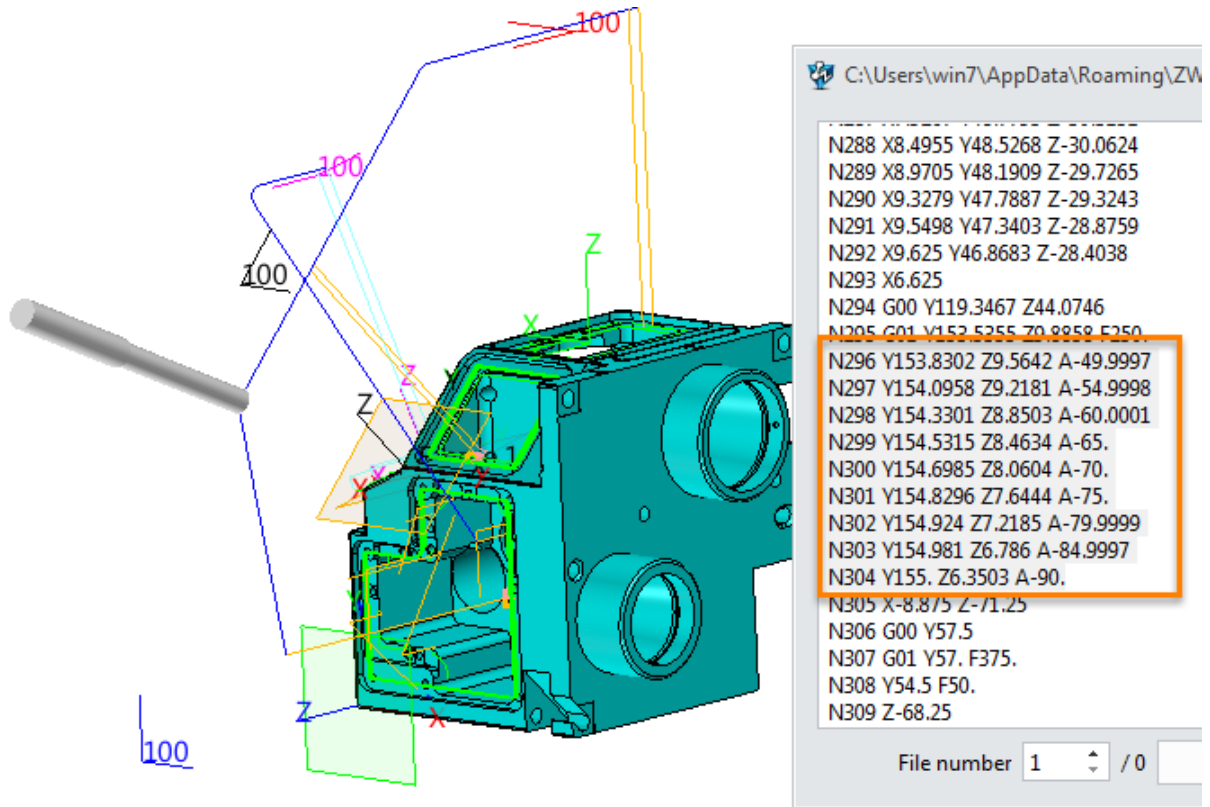 100
100
100
Z
X
Z
Z
Y
X
X
Y
Z
X
100
C:\Users\win7\AppData\Roaming\ZW
N288 X8.4955 Y48.5268 Z-30.0624
N289 X8.9705 Y48.1909 Z-29.7265
N290 X9.3279 Y47.7887 Z-29.3243
N291 X9.5498 Y47.3403 Z-28.8759
N292 X9.625 Y46.8683 Z-28.4038
N293 X6.625
N294 G00 Y119.3467 Z44.0746
N295 G01 Y153.5355 Z9.8858 F250.
N296 Y153.8302 Z9.5642 A-49.9997
N297 Y154.0958 Z9.2181 A-54.9998
N298 Y154.3301 Z8.8503 A-60.0001
N299 Y154.5315 Z8.4634 A-65.
N300 Y154.6985 Z8.0604 A-70.
N301 Y154.8296 Z7.6444 A-75.
N302 Y154.924 Z7.2185 A-79.9999
N303 Y154.981 Z6.786 A-84.9997
N304 Y155. Z6.3503 A-90.
N305 X-8.875 Z-71.25
N306 G00 Y57.5
N307 G01 Y57. F375.
N308 Y54.5 F50.
N309 Z-68.25
File number 1 / 0